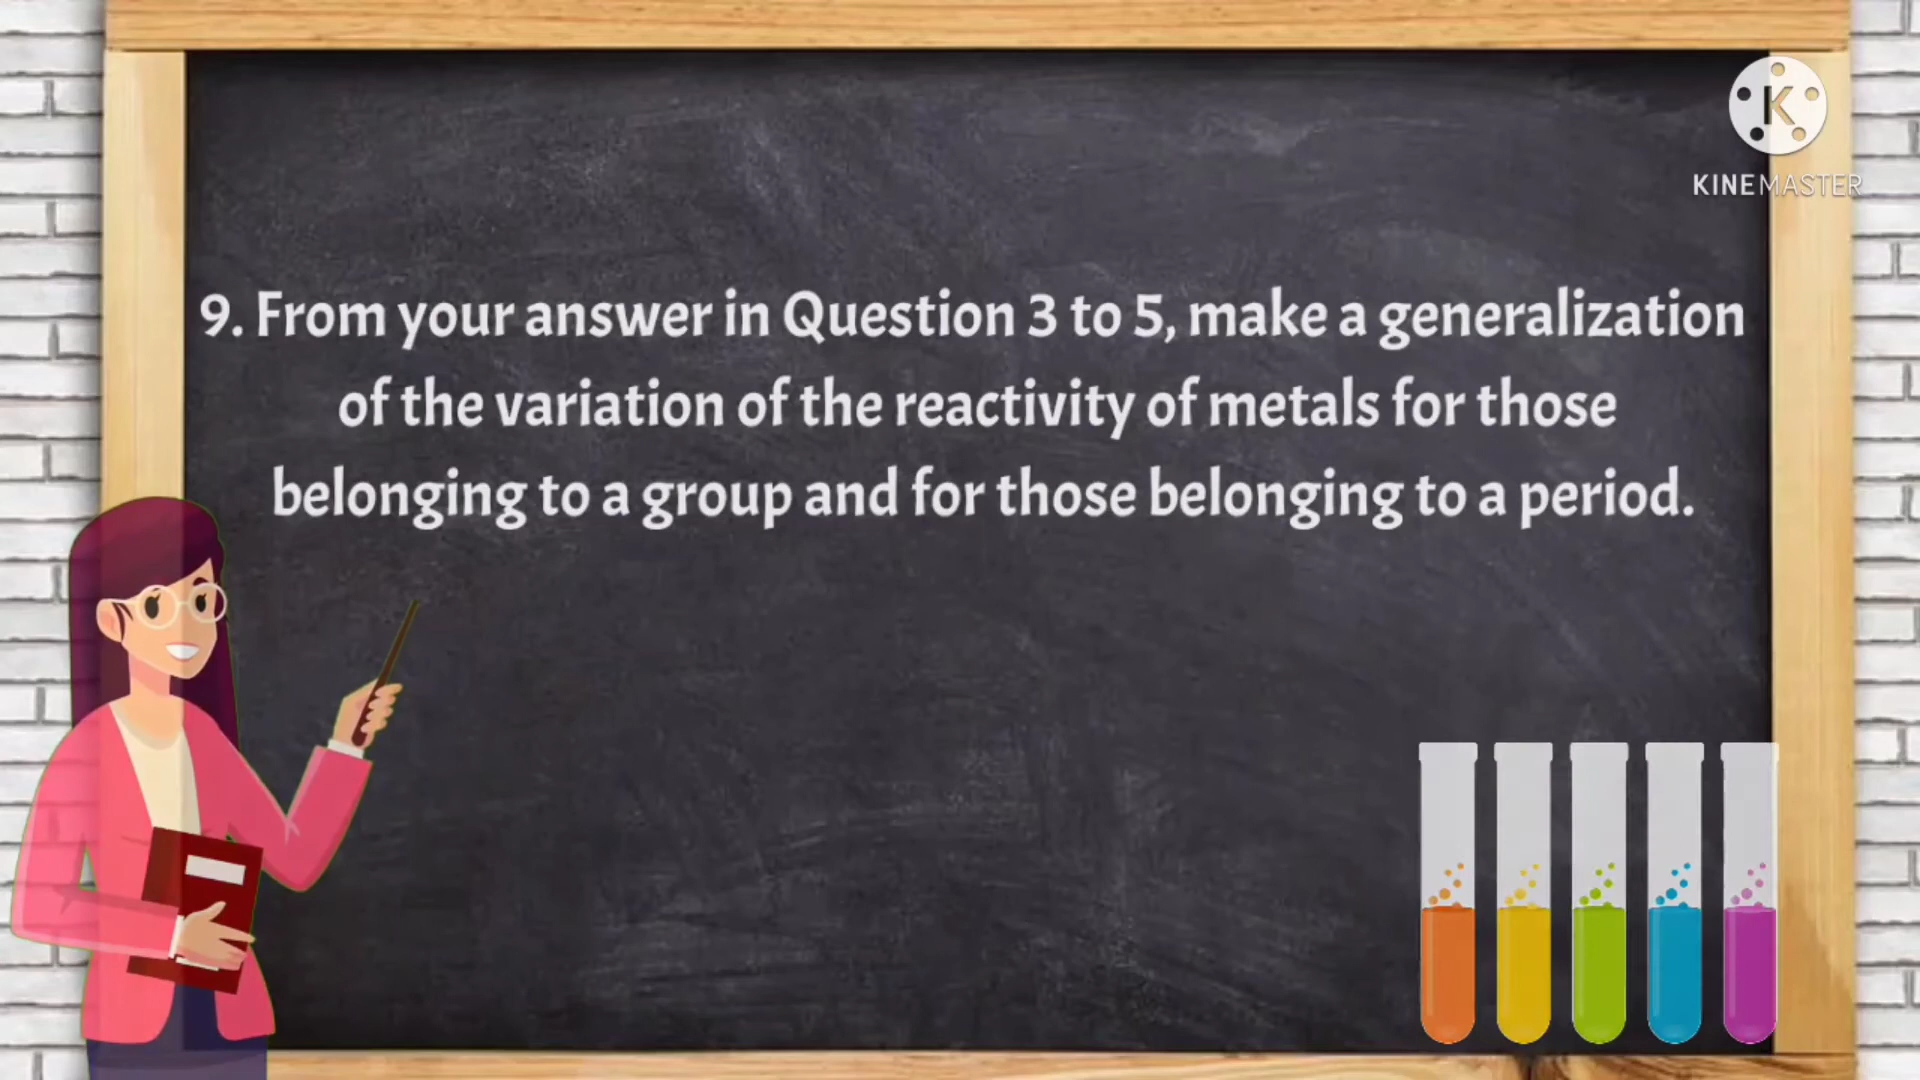 K
KINEMASTER
9. From your answer in Question 3 to 5, make a generalization
of the variation of the reactivity of metals for those
belonging to a group and for those belonging to a period.